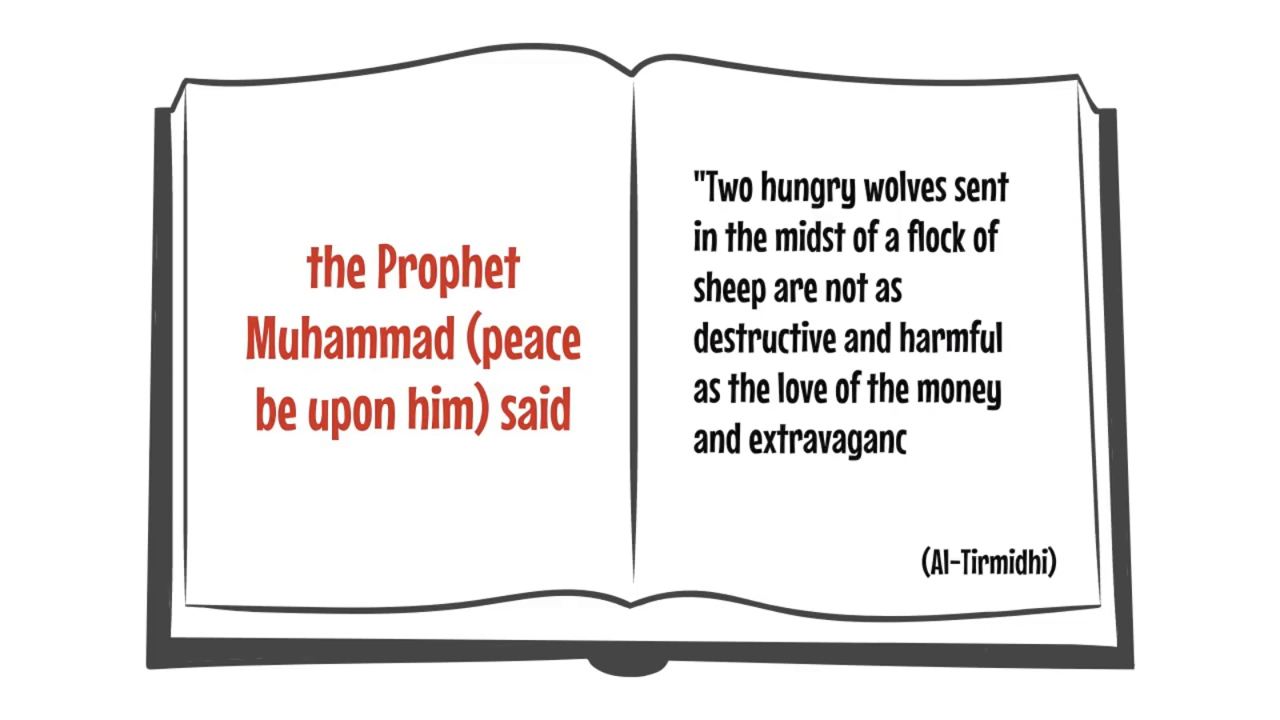 the Prophet
Muhammad (peace
be upon him) said
"Two hungry wolves sent
in the midst of a flock of
sheep are not as
destructive and harmful
as the love of the money
and extravaganc
(Al-Tirmidhi)